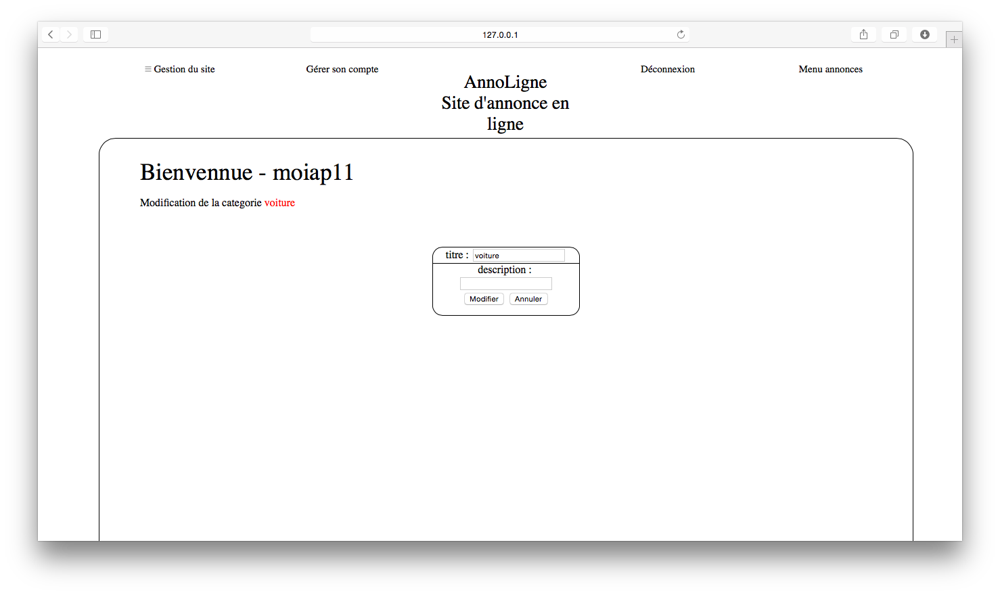 127.0.0.1
Gestion du site
Gérer son compte
Déconnexion
Menu annonces
AnnoLigne
Site d'annonce en
ligne
Bienvennue - moiap11
Modification de la categorie voiture
titre : voiture
description :
Modifier Annuler